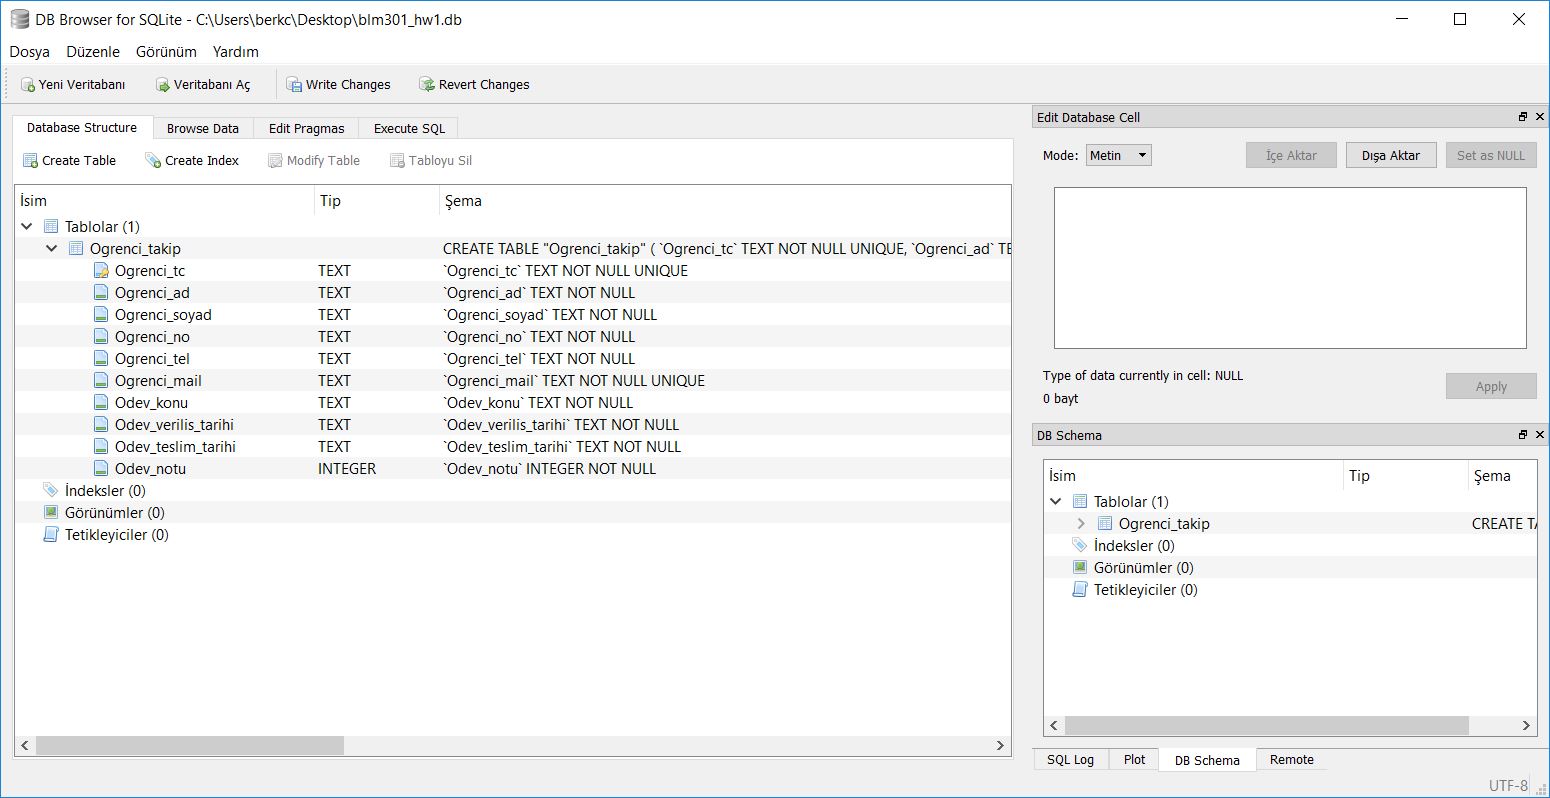 DB Browser for SQLite - C:\Users\berkc\Desktop\blm301_hw1.db
Dosya Düzenle Görünüm Yardım
Yeni Veritabanı Veritabanı Aç Write Changes Revert Changes
Database Structure Browse Data Edit Pragmas Execute SQL
Create Table Create Index Modify Table Tabloyu Sil
İsim Tip Şema
Tablolar (1)
Ogrenci_takip CREATE TABLE "Ogrenci_takip" ( `Ogrenci_tc` TEXT NOT NULL UNIQUE, `Ogrenci_ad` TE
Ogrenci_tc TEXT `Ogrenci_tc` TEXT NOT NULL UNIQUE
Ogrenci_ad TEXT `Ogrenci_ad` TEXT NOT NULL
Ogrenci_soyad TEXT `Ogrenci_soyad` TEXT NOT NULL
Ogrenci_no TEXT `Ogrenci_no` TEXT NOT NULL
Ogrenci_tel TEXT `Ogrenci_tel` TEXT NOT NULL
Ogrenci_mail TEXT `Ogrenci_mail` TEXT NOT NULL UNIQUE
Odev_konu TEXT `Odev_konu` TEXT NOT NULL
Odev_verilis_tarihi TEXT `Odev_verilis_tarihi` TEXT NOT NULL
Odev_teslim_tarihi TEXT `Odev_teslim_tarihi` TEXT NOT NULL
Odev_notu INTEGER `Odev_notu` INTEGER NOT NULL
İndeksler (0)
Görünümler (0)
Tetikleyiciler (0)
Edit Database Cell
Mode: Metin İçe Aktar Dışa Aktar Set as NULL
Type of data currently in cell: NULL
0 bayt
Apply
DB Schema
İsim Tip Şema
Tablolar (1)
Ogrenci_takip CREATE TA
İndeksler (0)
Görünümler (0)
Tetikleyiciler (0)
SQL Log Plot DB Schema Remote
UTF-8